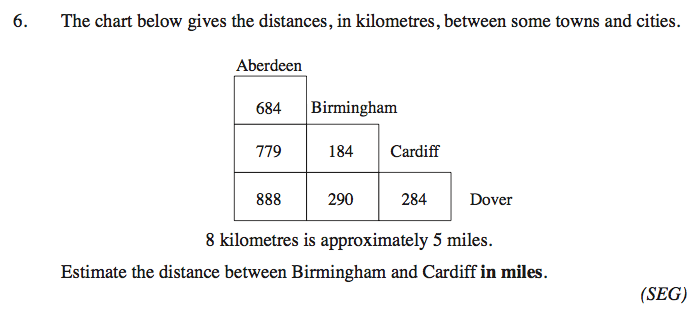 6. The chart below gives the distances, in kilometres, between some towns and cities.
Aberdeen
684 Birmingham
779 184 Cardiff
888 290 284 Dover
8 kilometres is approximately 5 miles.
Estimate the distance between Birmingham and Cardiff in miles.
(SEG)